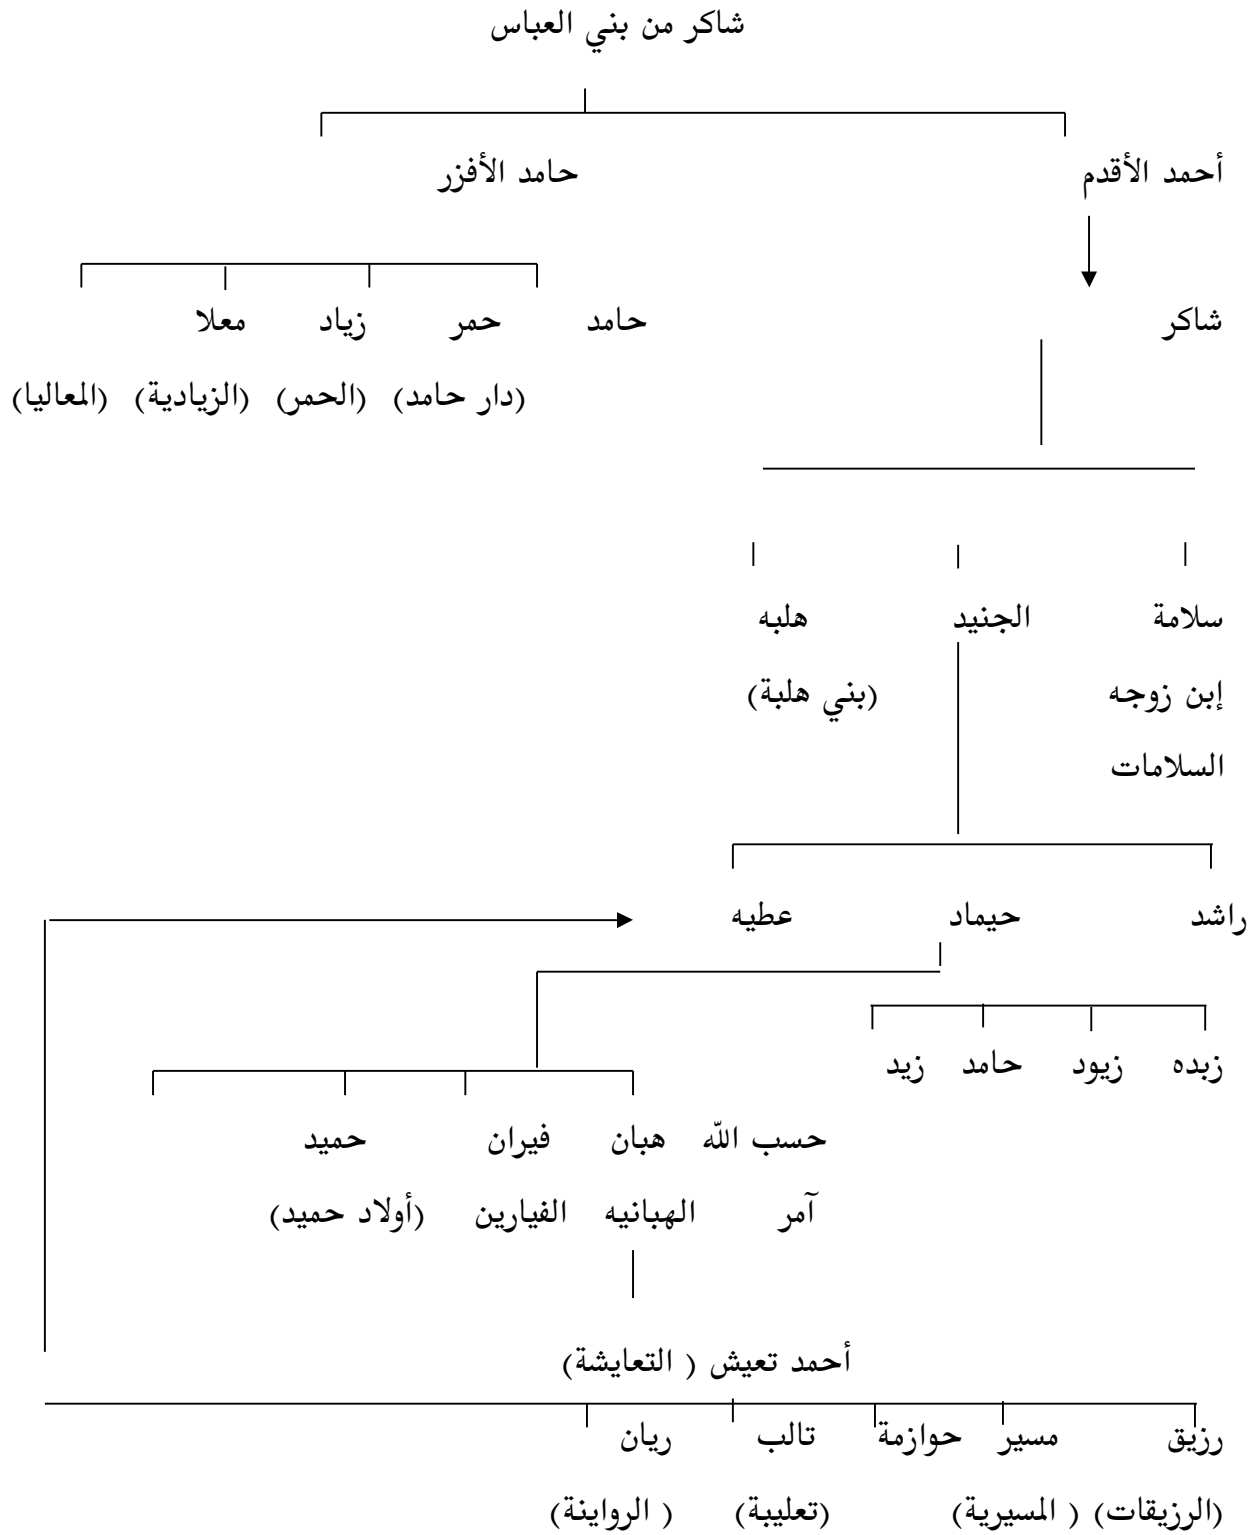 شاكر من بني العباس
أحمد الأقدم حامد الأفزر
شاكر حامد حمر زياد معلا
(دار حامد) (الحمر) (الزيادية) (المعاليا)
سلامة الجنيد هلبه
إبن زوجه (بني هلبة)
السلامات
راشد حيماد عطيه
زبده زيود حامد زيد
حسب الله هبان فيران حميد
آمر الهبانيه الفيارين (أولاد حميد)
أحمد تعيش ( التعايشة)
رزيق مسير حوازمة تالب ريان
(الرزيقات) ( المسيرية) (تعليبة) ( الرواينة)